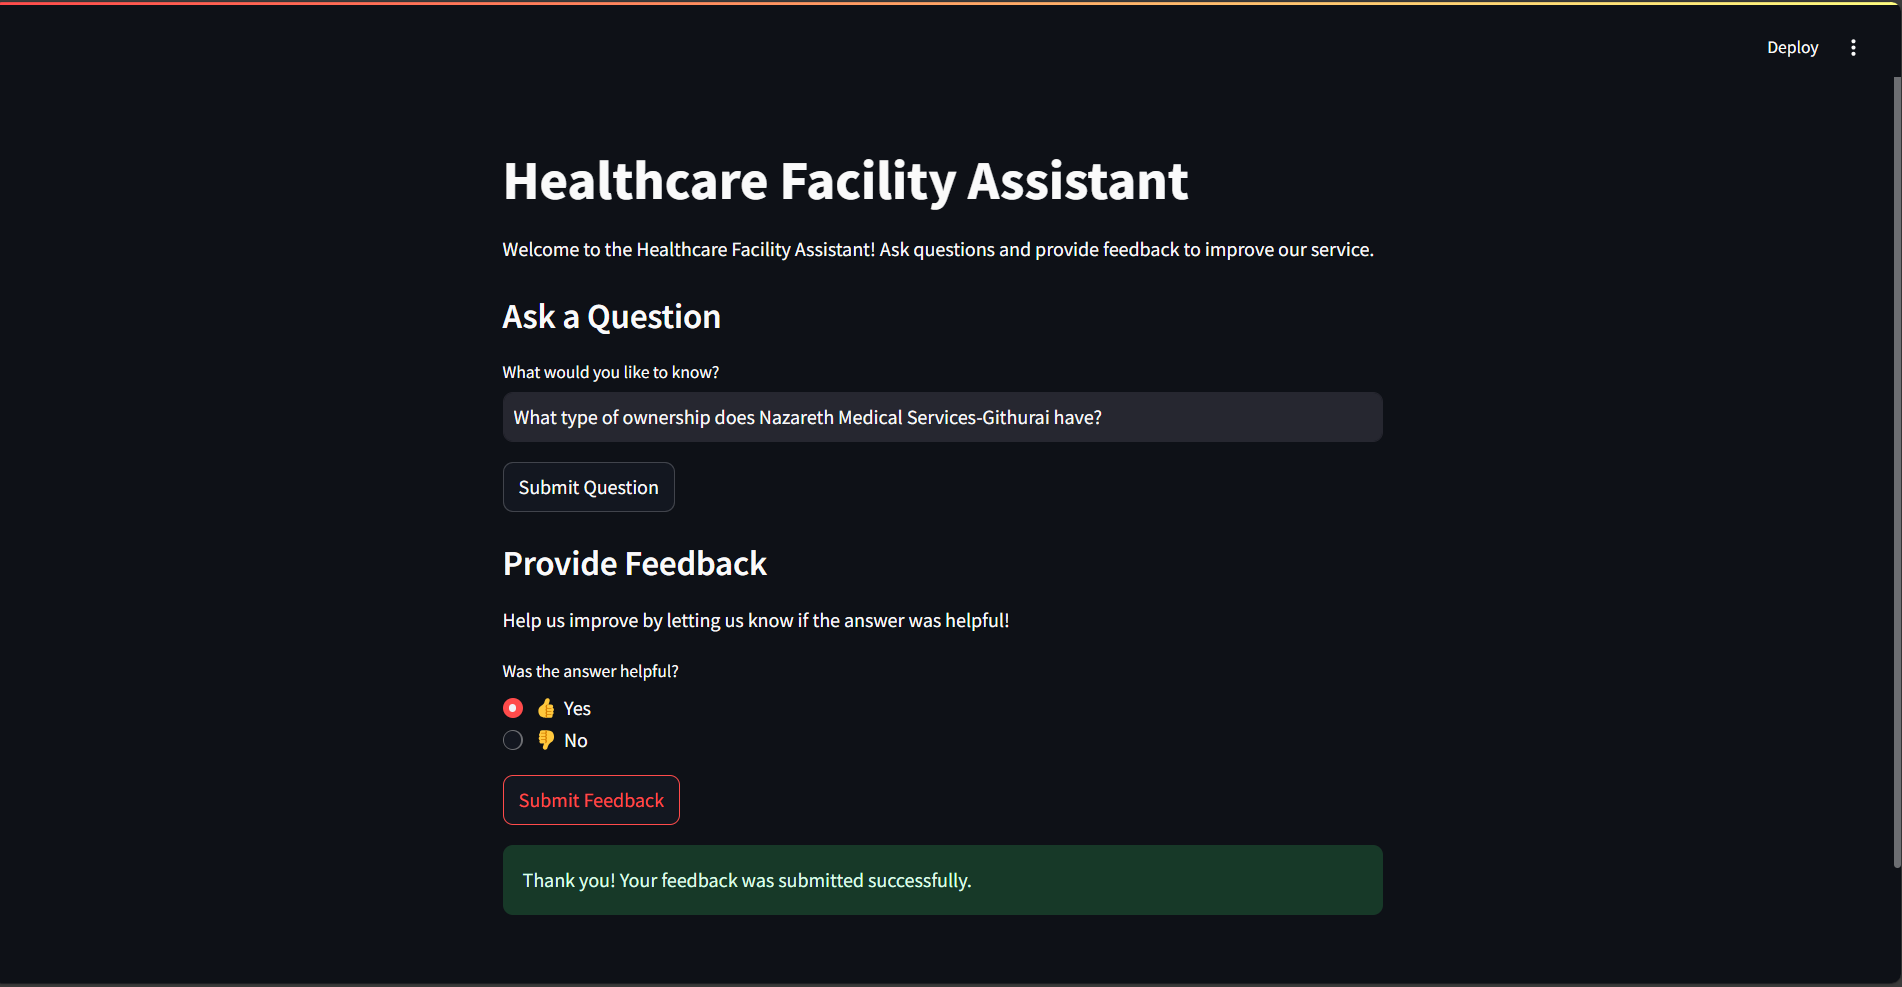 Deploy
Healthcare Facility Assistant
Welcome to the Healthcare Facility Assistant! Ask questions and provide feedback to improve our service.
Ask a Question
What would you like to know?
What type of ownership does Nazareth Medical Services-Githurai have?
Submit Question
Provide Feedback
Help us improve by letting us know if the answer was helpful!
Was the answer helpful?
👍 Yes
👎 No
Submit Feedback
Thank you! Your feedback was submitted successfully.